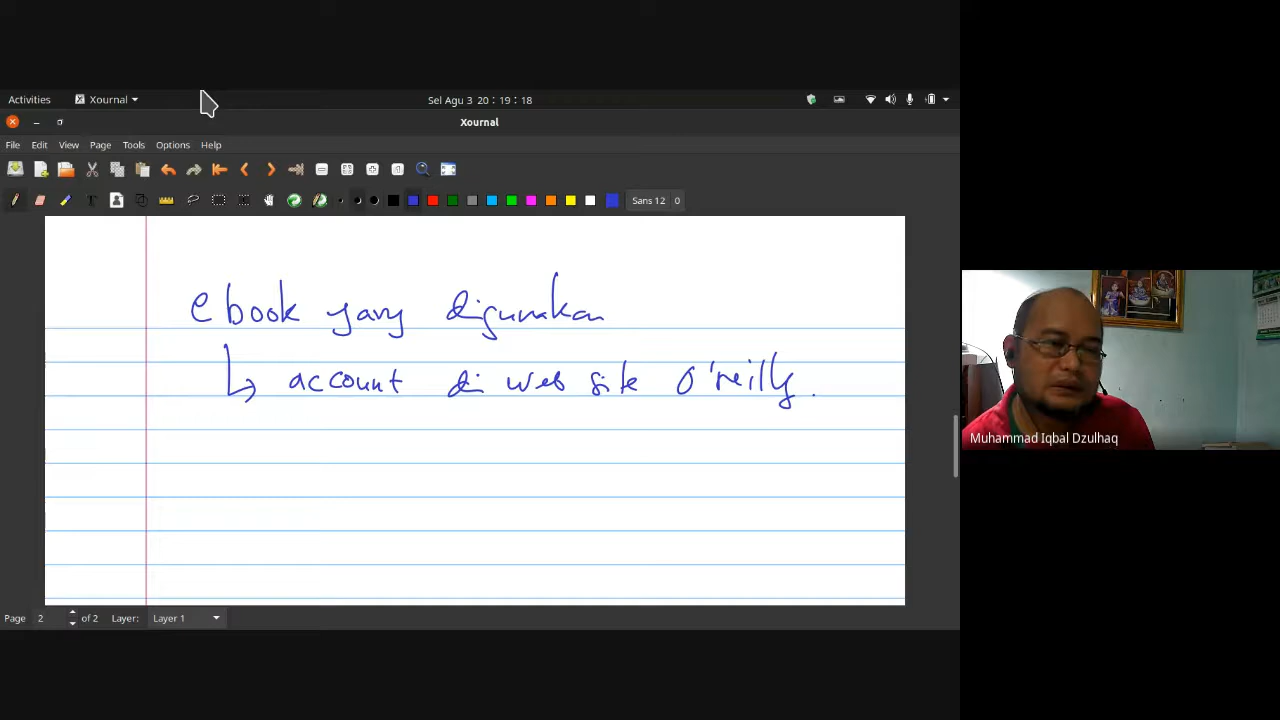 Activities Xournal Sel Agu 3 20:19:18
Xournal
File Edit View Page Tools Options Help
Sans 12 0
ebook yang digunakan
account di web site O'reilly.
Muhammad Iqbal Dzulhaq
Page 2 of 2 Layer: Layer 1